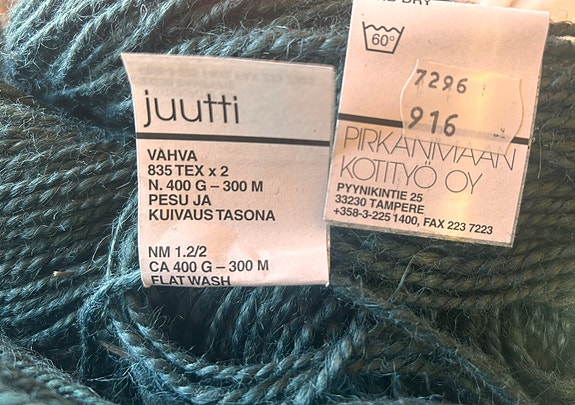 juutti
VAHVA
835 TEX x 2
N. 400 G – 300 M
PESU JA
KUIVAUS TASONA
NM 1.2/2
CA 400 G – 300 M
FLAT WASH
DRY
60°
7296
916
PIRKANMAAN
KOTITYÖ OY
PYYNIKINTIE 25
33230 TAMPERE
+358-3-225 1400, FAX 223 7223